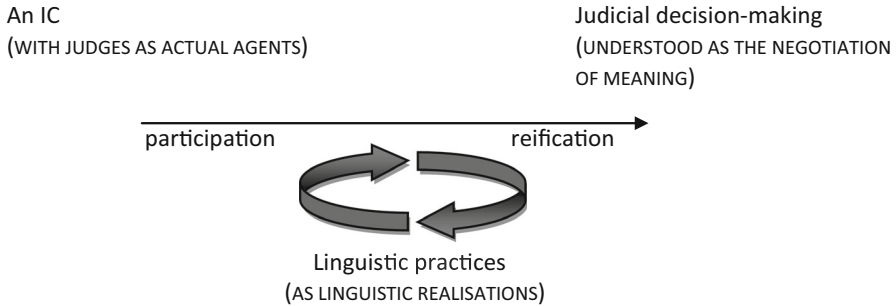 An IC
(WITH JUDGES AS ACTUAL AGENTS)
Judicial decision-making
(UNDERSTOOD AS THE NEGOTIATION
OF MEANING)
participation
reification
Linguistic practices
(AS LINGUISTIC REALISATIONS)